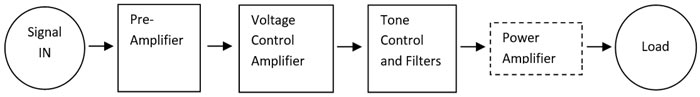 Signal
IN
Pre-
Amplifier
Voltage
Control
Amplifier
Tone
Control
and Filters
Power
Amplifier
Load